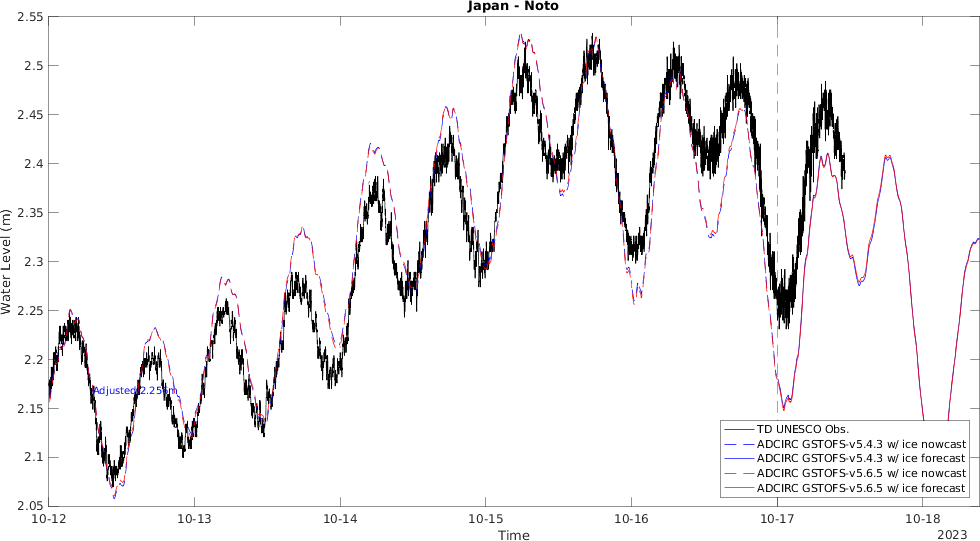 Japan - Noto
2.55
2.5
2.45
2.4
2.35
2.3
2.25
2.2
2.15
2.1
2.05
Water Level (m)
Adjusted 2.256m
TD UNESCO Obs.
ADCIRC GSTOFS-v5.4.3 w/ ice nowcast
ADCIRC GSTOFS-v5.4.3 w/ ice forecast
ADCIRC GSTOFS-v5.6.5 w/ ice nowcast
ADCIRC GSTOFS-v5.6.5 w/ ice forecast
10-12 10-13 10-14 10-15 10-16 10-17 10-18
Time
2023